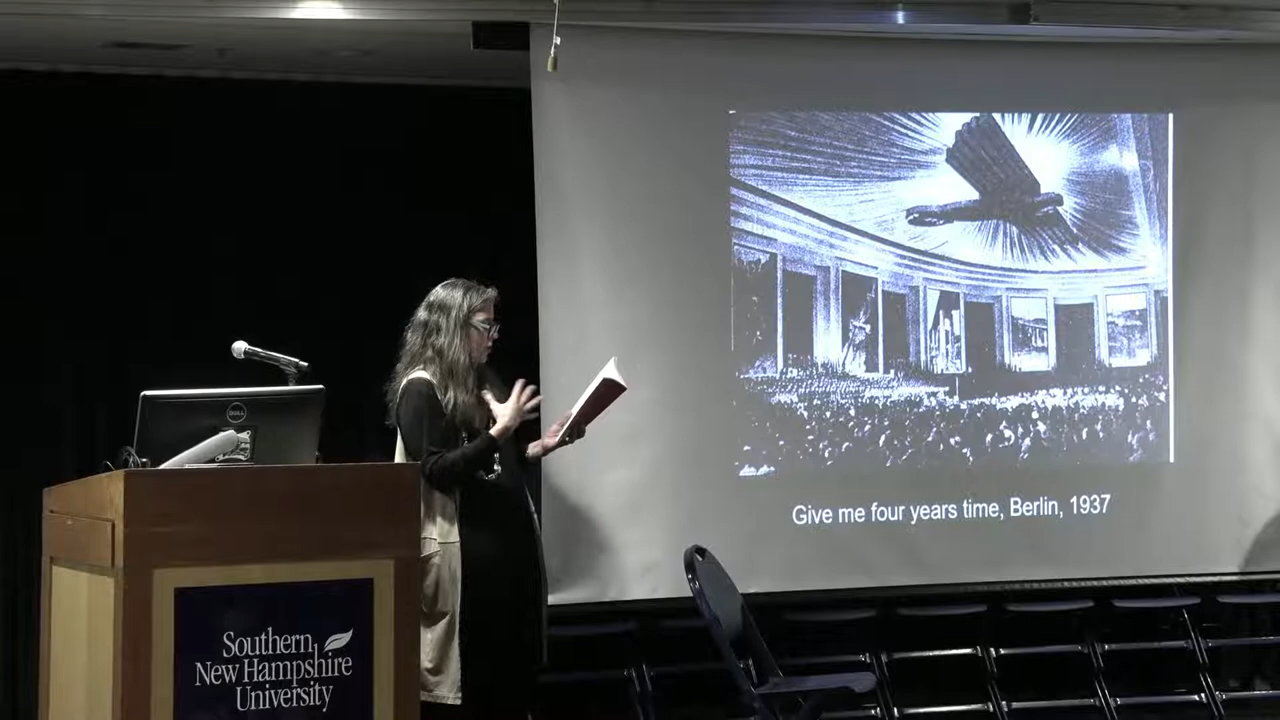 Give me four years time, Berlin, 1937
DELL
Southern
New Hampshire
University